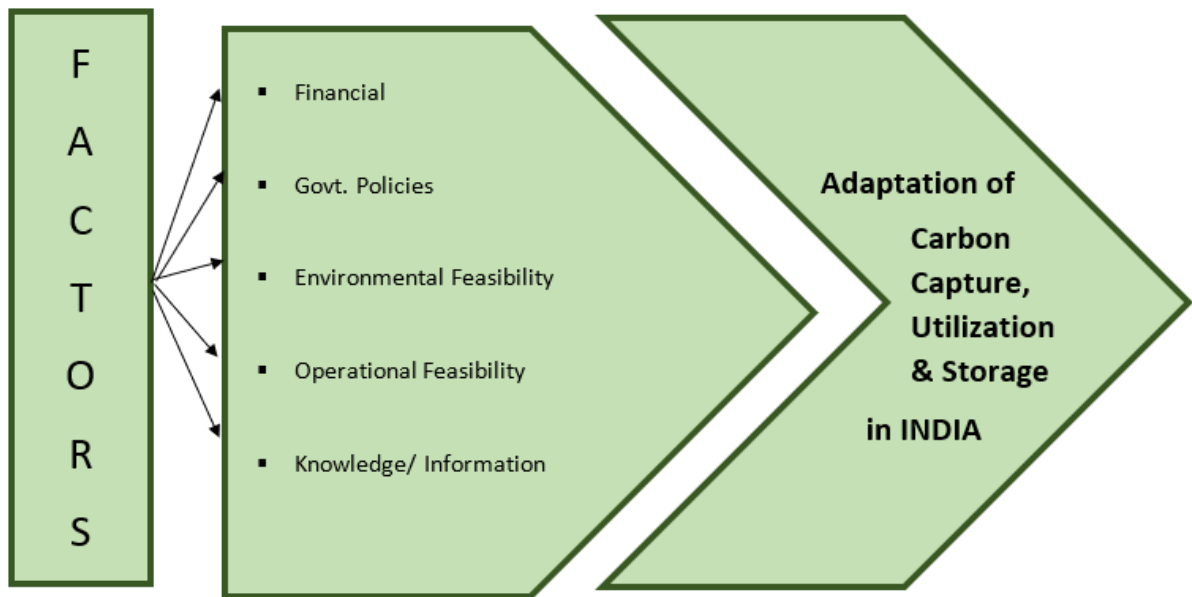 F
A
C
T
O
R
S
▪ Financial
▪ Govt. Policies
▪ Environmental Feasibility
▪ Operational Feasibility
▪ Knowledge/ Information
Adaptation of
Carbon
Capture,
Utilization
& Storage
in INDIA